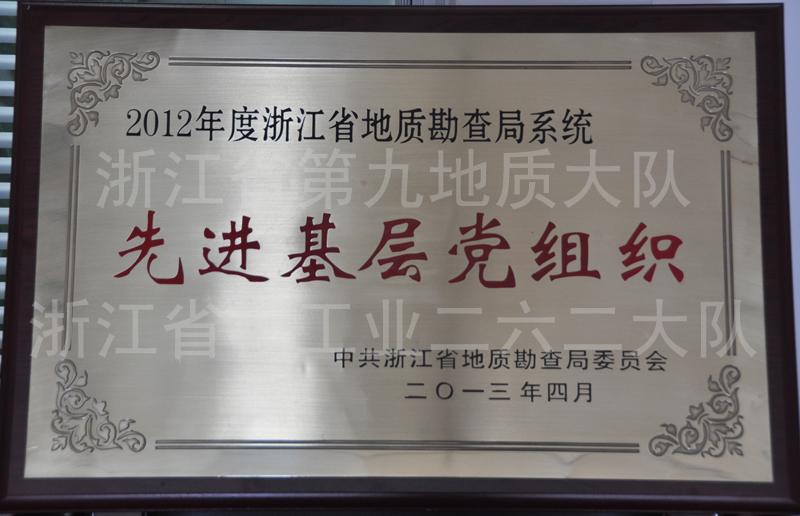 2012年度浙江省地质勘查局系统
浙江省第九地质大队
先进基层党组织
浙江省 工业二六二大队
中共浙江省地质勘查局委员会
二〇一三年四月